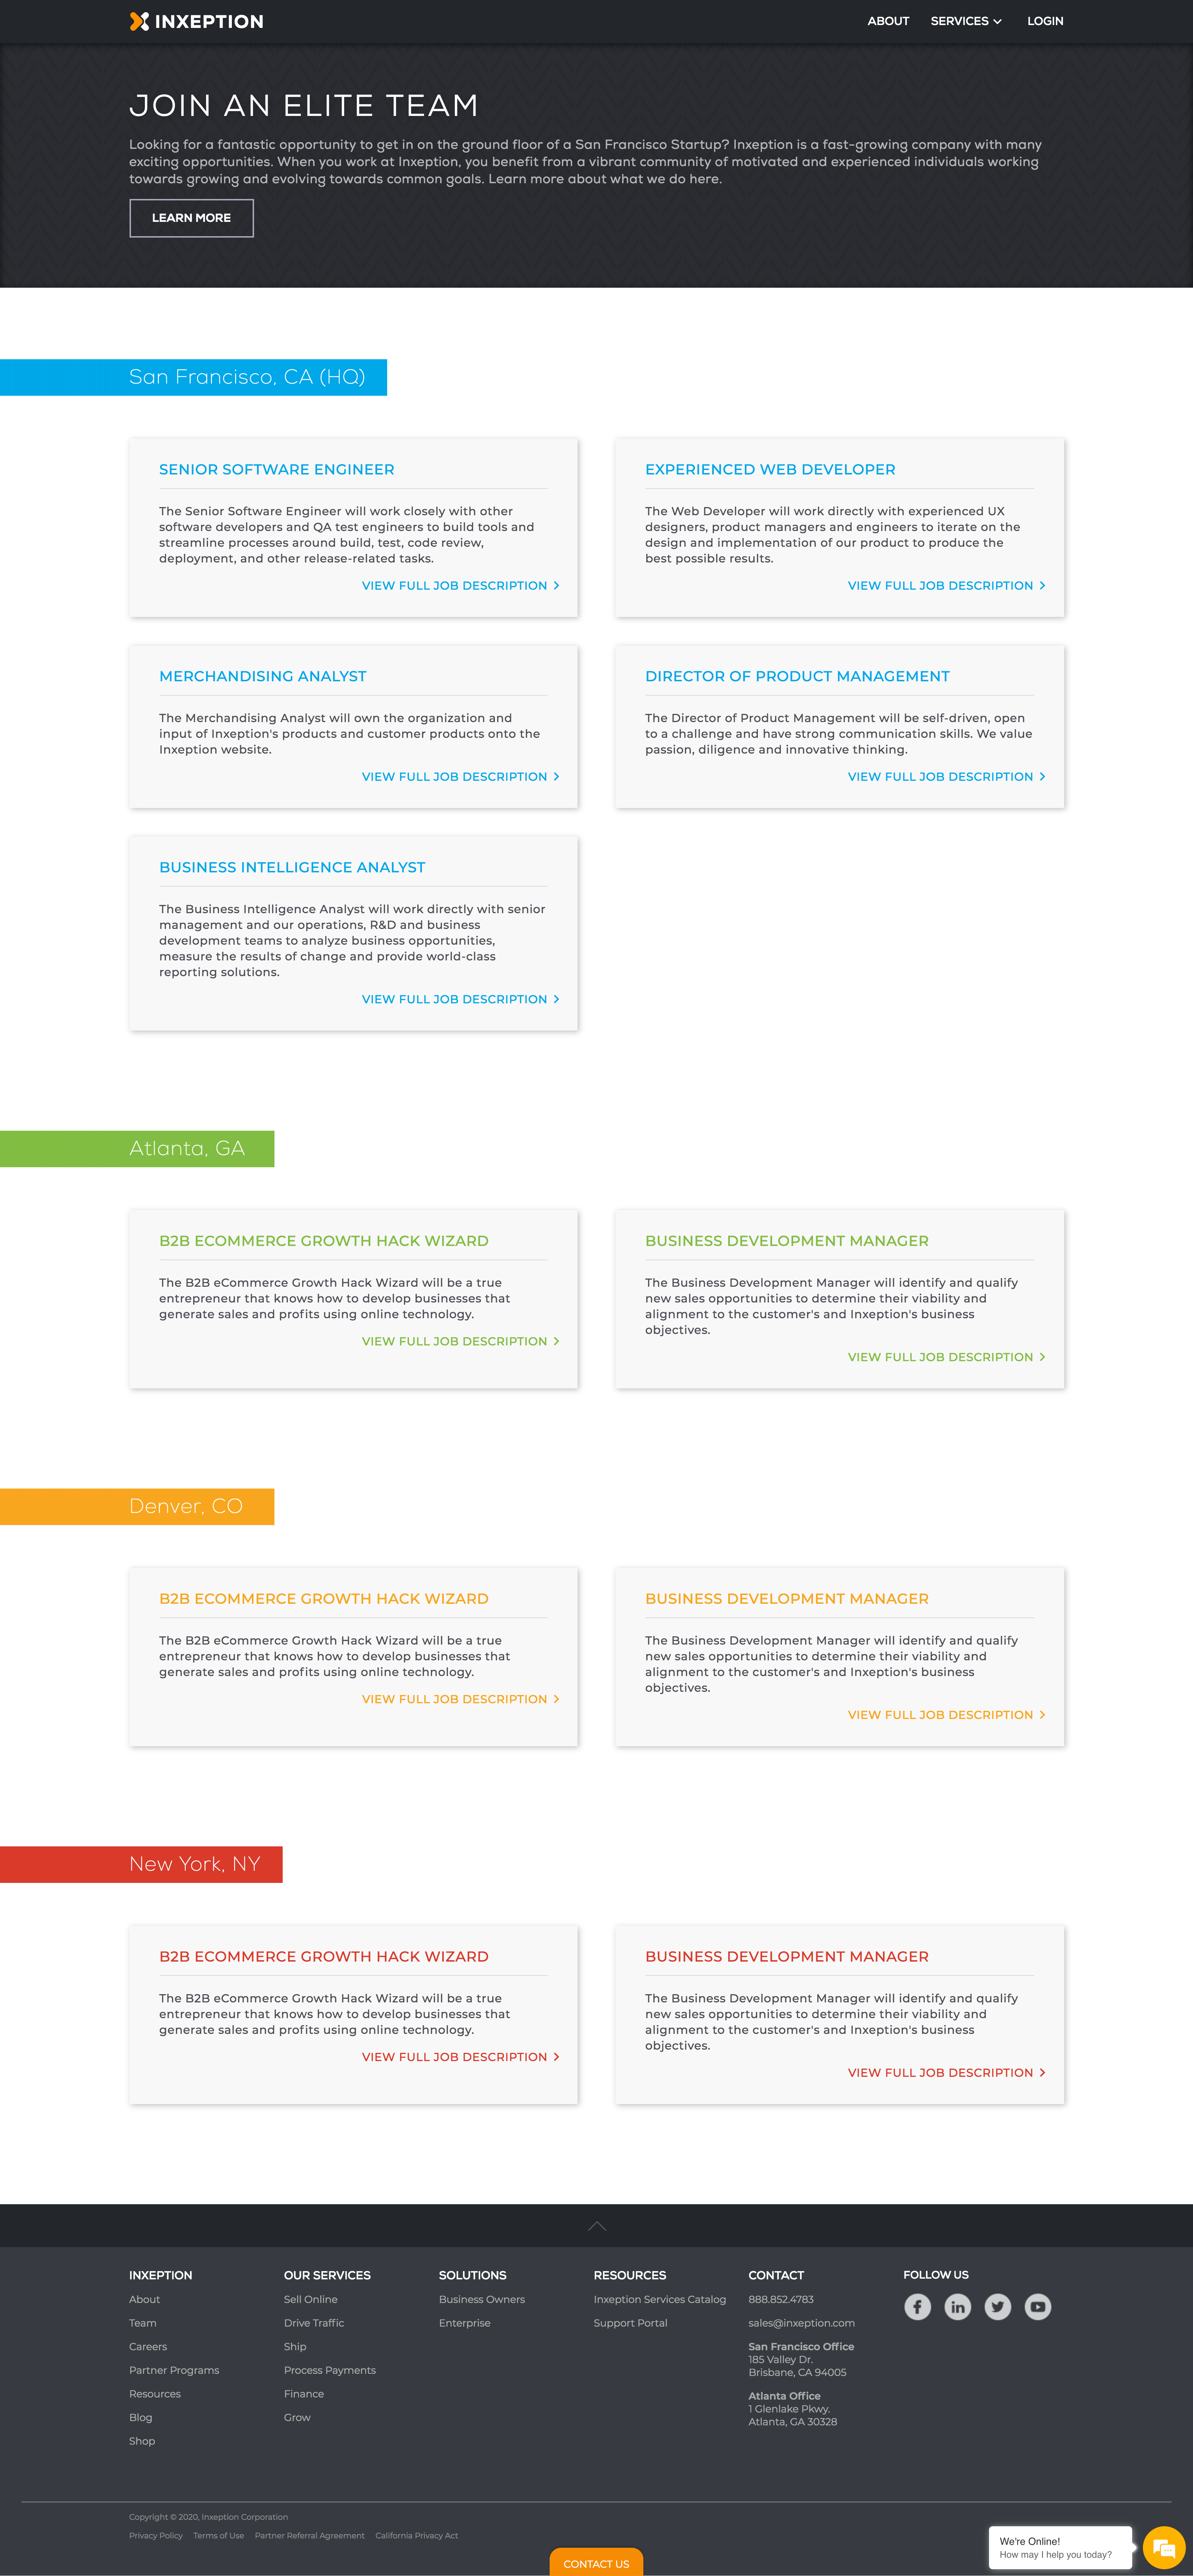 INXEPTION
ABOUT SERVICES LOGIN
JOIN AN ELITE TEAM
Looking for a fantastic opportunity to get in on the ground floor of a San Francisco Startup? Inxeption is a fast-growing company with many
exciting opportunities. When you work at Inxeption, you benefit from a vibrant community of motivated and experienced individuals working
towards growing and evolving towards common goals. Learn more about what we do here.
LEARN MORE
San Francisco, CA (HQ)
SENIOR SOFTWARE ENGINEER
The Senior Software Engineer will work closely with other
software developers and QA test engineers to build tools and
streamline processes around build, test, code review,
deployment, and other release-related tasks.
VIEW FULL JOB DESCRIPTION
EXPERIENCED WEB DEVELOPER
The Web Developer will work directly with experienced UX
designers, product managers and engineers to iterate on the
design and implementation of our product to produce the
best possible results.
VIEW FULL JOB DESCRIPTION
MERCHANDISING ANALYST
The Merchandising Analyst will own the organization and
input of Inxeption's products and customer products onto the
Inxeption website.
VIEW FULL JOB DESCRIPTION
DIRECTOR OF PRODUCT MANAGEMENT
The Director of Product Management will be self-driven, open
to a challenge and have strong communication skills. We value
passion, diligence and innovative thinking.
VIEW FULL JOB DESCRIPTION
BUSINESS INTELLIGENCE ANALYST
The Business Intelligence Analyst will work directly with senior
management and our operations, R&D and business
development teams to analyze business opportunities,
measure the results of change and provide world-class
reporting solutions.
VIEW FULL JOB DESCRIPTION
Atlanta, GA
B2B ECOMMERCE GROWTH HACK WIZARD
The B2B eCommerce Growth Hack Wizard will be a true
entrepreneur that knows how to develop businesses that
generate sales and profits using online technology.
VIEW FULL JOB DESCRIPTION
BUSINESS DEVELOPMENT MANAGER
The Business Development Manager will identify and qualify
new sales opportunities to determine their viability and
alignment to the customer's and Inxeption's business
objectives.
VIEW FULL JOB DESCRIPTION
Denver, CO
B2B ECOMMERCE GROWTH HACK WIZARD
The B2B eCommerce Growth Hack Wizard will be a true
entrepreneur that knows how to develop businesses that
generate sales and profits using online technology.
VIEW FULL JOB DESCRIPTION
BUSINESS DEVELOPMENT MANAGER
The Business Development Manager will identify and qualify
new sales opportunities to determine their viability and
alignment to the customer's and Inxeption's business
objectives.
VIEW FULL JOB DESCRIPTION
New York, NY
B2B ECOMMERCE GROWTH HACK WIZARD
The B2B eCommerce Growth Hack Wizard will be a true
entrepreneur that knows how to develop businesses that
generate sales and profits using online technology.
VIEW FULL JOB DESCRIPTION
BUSINESS DEVELOPMENT MANAGER
The Business Development Manager will identify and qualify
new sales opportunities to determine their viability and
alignment to the customer's and Inxeption's business
objectives.
VIEW FULL JOB DESCRIPTION
INXEPTION
About
Team
Careers
Partner Programs
Resources
Blog
Shop
OUR SERVICES
Sell Online
Drive Traffic
Ship
Process Payments
Finance
Grow
SOLUTIONS
Business Owners
Enterprise
RESOURCES
Inxeption Services Catalog
Support Portal
CONTACT
888.852.4783
sales@inxeption.com
San Francisco Office
185 Valley Dr.
Brisbane, CA 94005
Atlanta Office
1 Glenlake Pkwy.
Atlanta, GA 30328
FOLLOW US
Copyright © 2020, Inxeption Corporation
Privacy Policy Terms of Use Partner Referral Agreement California Privacy Act
CONTACT US
We're Online!
How may I help you today?